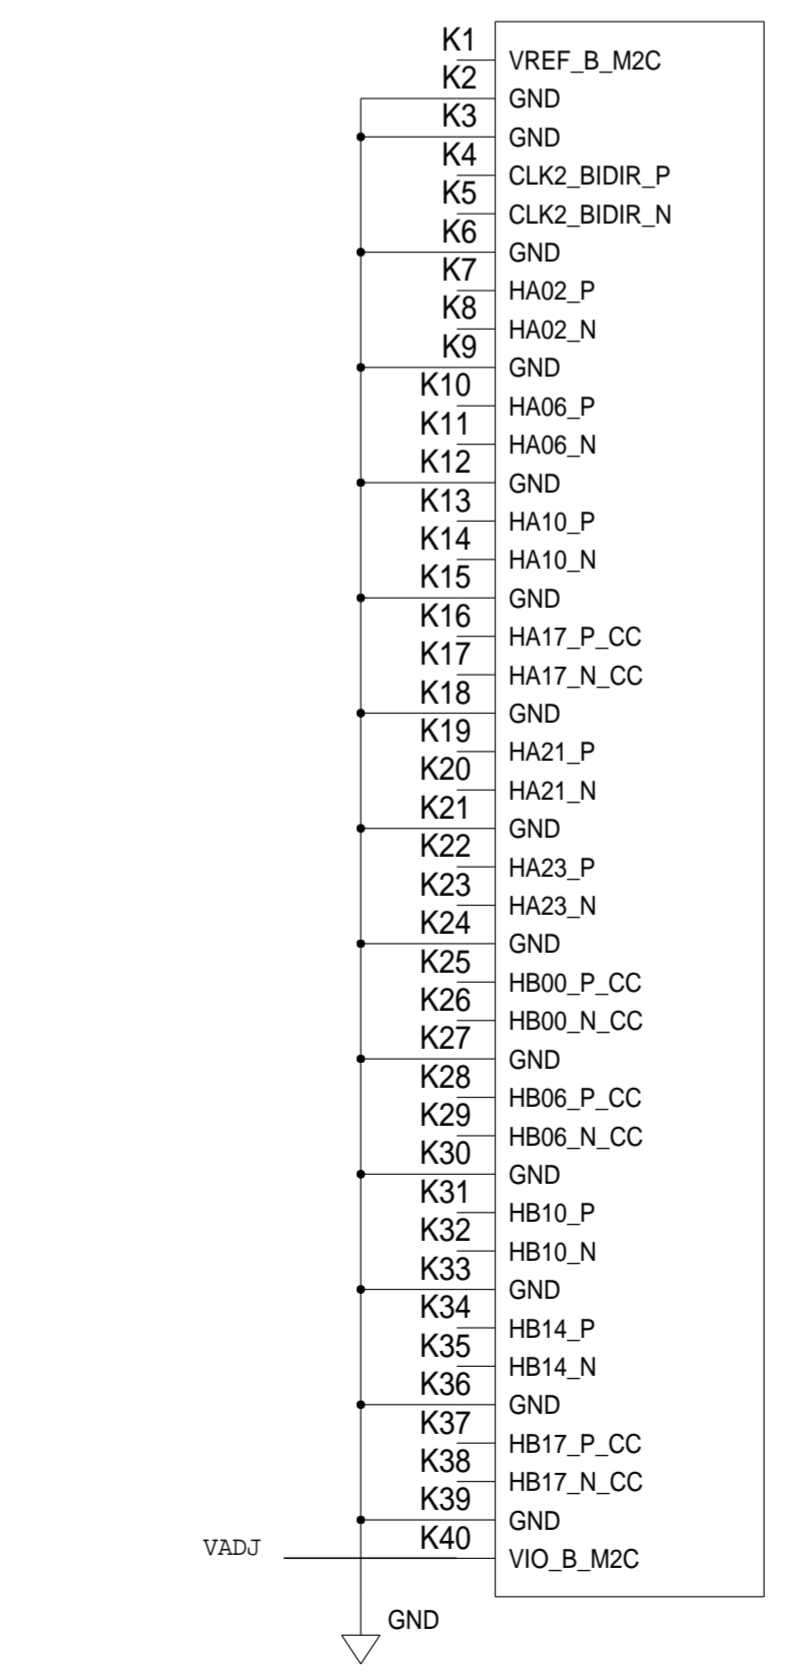 K1 VREF_B_M2C
K2 GND
K3 GND
K4 CLK2_BIDIR_P
K5 CLK2_BIDIR_N
K6 GND
K7 HA02_P
K8 HA02_N
K9 GND
K10 HA06_P
K11 HA06_N
K12 GND
K13 HA10_P
K14 HA10_N
K15 GND
K16 HA17_P_CC
K17 HA17_N_CC
K18 GND
K19 HA21_P
K20 HA21_N
K21 GND
K22 HA23_P
K23 HA23_N
K24 GND
K25 HB00_P_CC
K26 HB00_N_CC
K27 GND
K28 HB06_P_CC
K29 HB06_N_CC
K30 GND
K31 HB10_P
K32 HB10_N
K33 GND
K34 HB14_P
K35 HB14_N
K36 GND
K37 HB17_P_CC
K38 HB17_N_CC
K39 GND
VADJ K40 VIO_B_M2C
GND